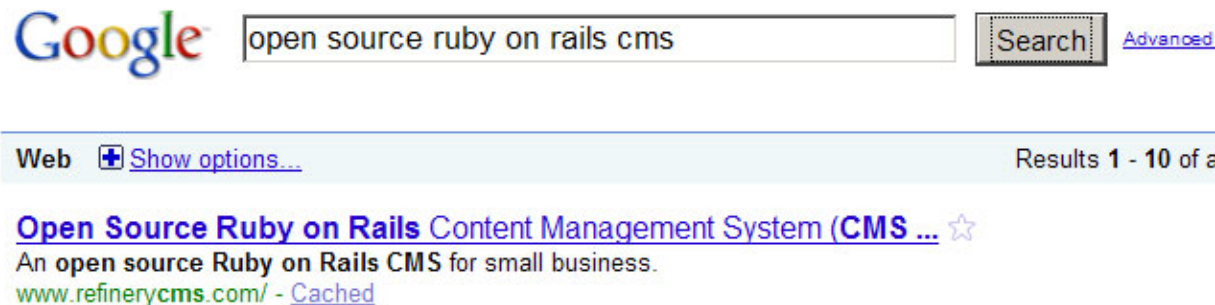 Google open source ruby on rails cms Search Advanced
Web Show options... Results 1 - 10 of a
Open Source Ruby on Rails Content Management System (CMS ...
An open source Ruby on Rails CMS for small business.
www.refinerycms.com/ - Cached